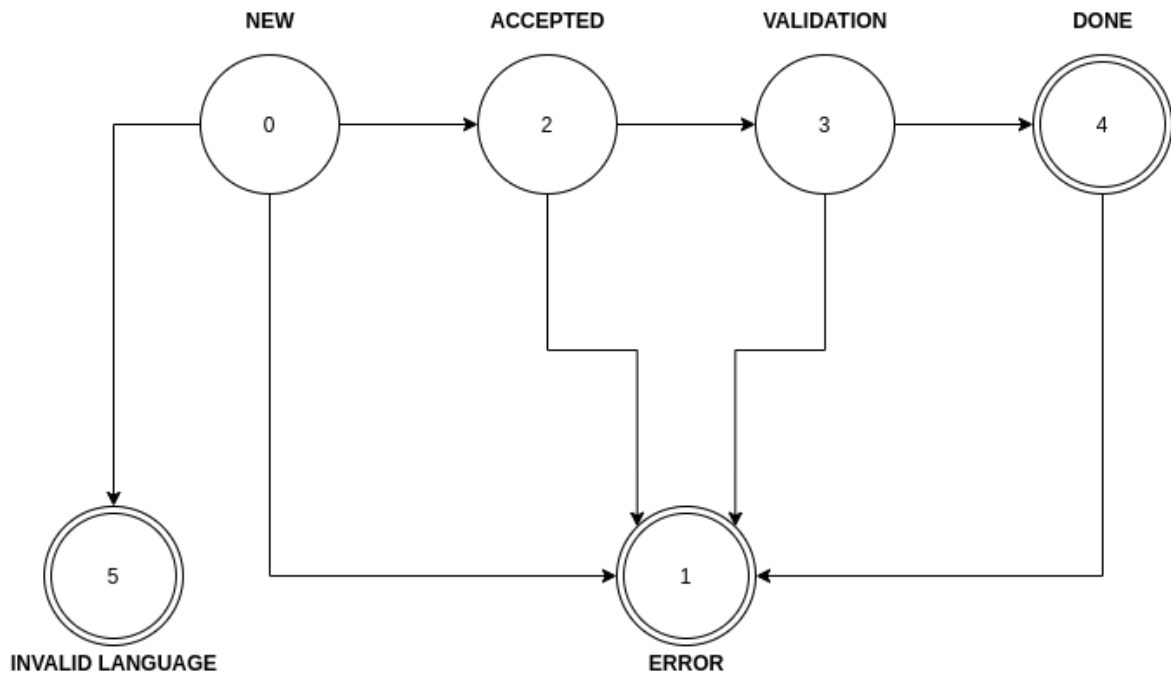 NEW
ACCEPTED
VALIDATION
DONE
0
2
3
4
5
1
INVALID LANGUAGE
ERROR